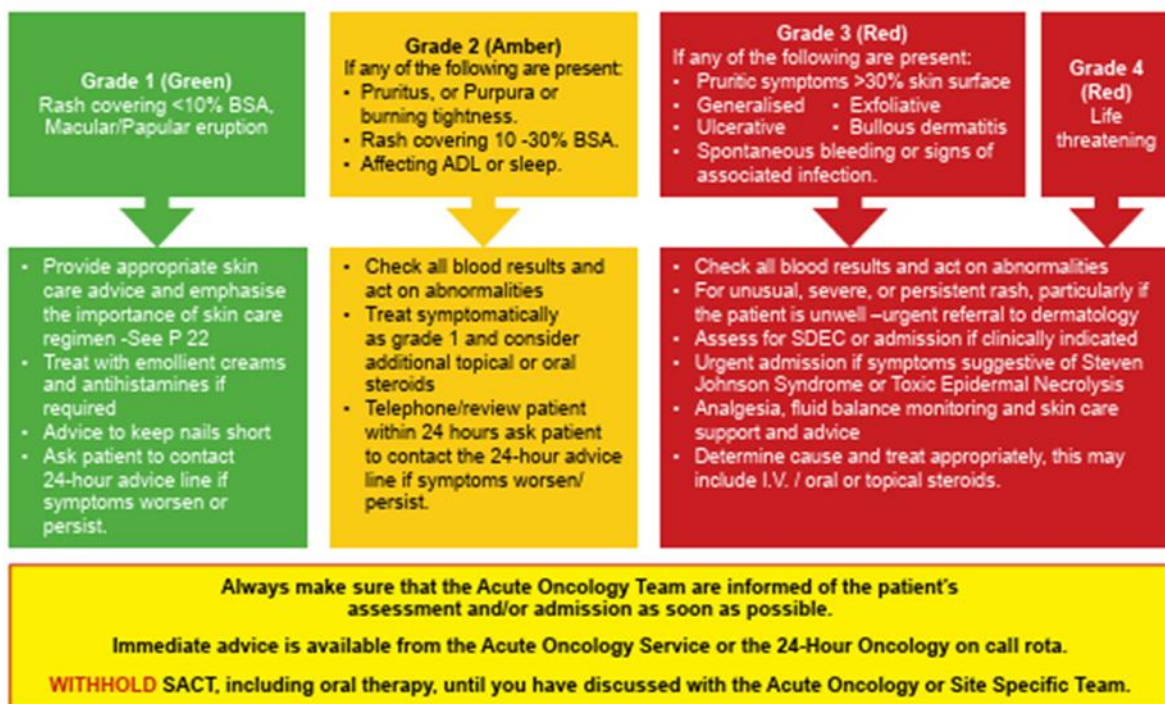 Grade 1 (Green)
Rash covering <10% BSA,
Macular/Papular eruption
Grade 2 (Amber)
If any of the following are present:
• Pruritus, or Purpura or
burning tightness.
• Rash covering 10 -30% BSA.
• Affecting ADL or sleep.
Grade 3 (Red)
If any of the following are present:
• Pruritic symptoms >30% skin surface
• Generalised • Exfoliative
• Ulcerative • Bullous dermatitis
• Spontaneous bleeding or signs of
associated infection.
Grade 4
(Red)
Life
threatening
• Provide appropriate skin
care advice and emphasise
the importance of skin care
regimen -See P 22
• Treat with emollient creams
and antihistamines if
required
• Advice to keep nails short
• Ask patient to contact
24-hour advice line if
symptoms worsen or
persist.
• Check all blood results and
act on abnormalities
• Treat symptomatically
as grade 1 and consider
additional topical or oral
steroids
• Telephone/review patient
within 24 hours ask patient
to contact the 24-hour advice
line if symptoms worsen/
persist.
• Check all blood results and act on abnormalities
• For unusual, severe, or persistent rash, particularly if
the patient is unwell –urgent referral to dermatology
• Assess for SDEC or admission if clinically indicated
• Urgent admission if symptoms suggestive of Steven
Johnson Syndrome or Toxic Epidermal Necrolysis
• Analgesia, fluid balance monitoring and skin care
support and advice
• Determine cause and treat appropriately, this may
include I.V. / oral or topical steroids.
Always make sure that the Acute Oncology Team are informed of the patient's
assessment and/or admission as soon as possible.
Immediate advice is available from the Acute Oncology Service or the 24-Hour Oncology on call rota.
WITHHOLD SACT, including oral therapy, until you have discussed with the Acute Oncology or Site Specific Team.